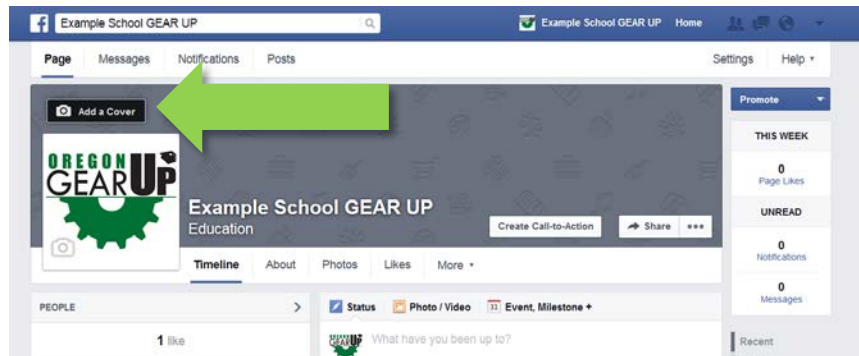 Example School GEAR UP
Example School GEAR UP Home
Page Messages Notifications Posts Settings Help
Add a Cover
Promote
THIS WEEK
0
Page Likes
UNREAD
0
Notifications
0
Messages
Recent
OREGON
GEAR UP
Example School GEAR UP
Education
Create Call-to-Action Share
Timeline About Photos Likes More
PEOPLE
1 like
Status Photo / Video 31 Event, Milestone +
GEAR UP What have you been up to?